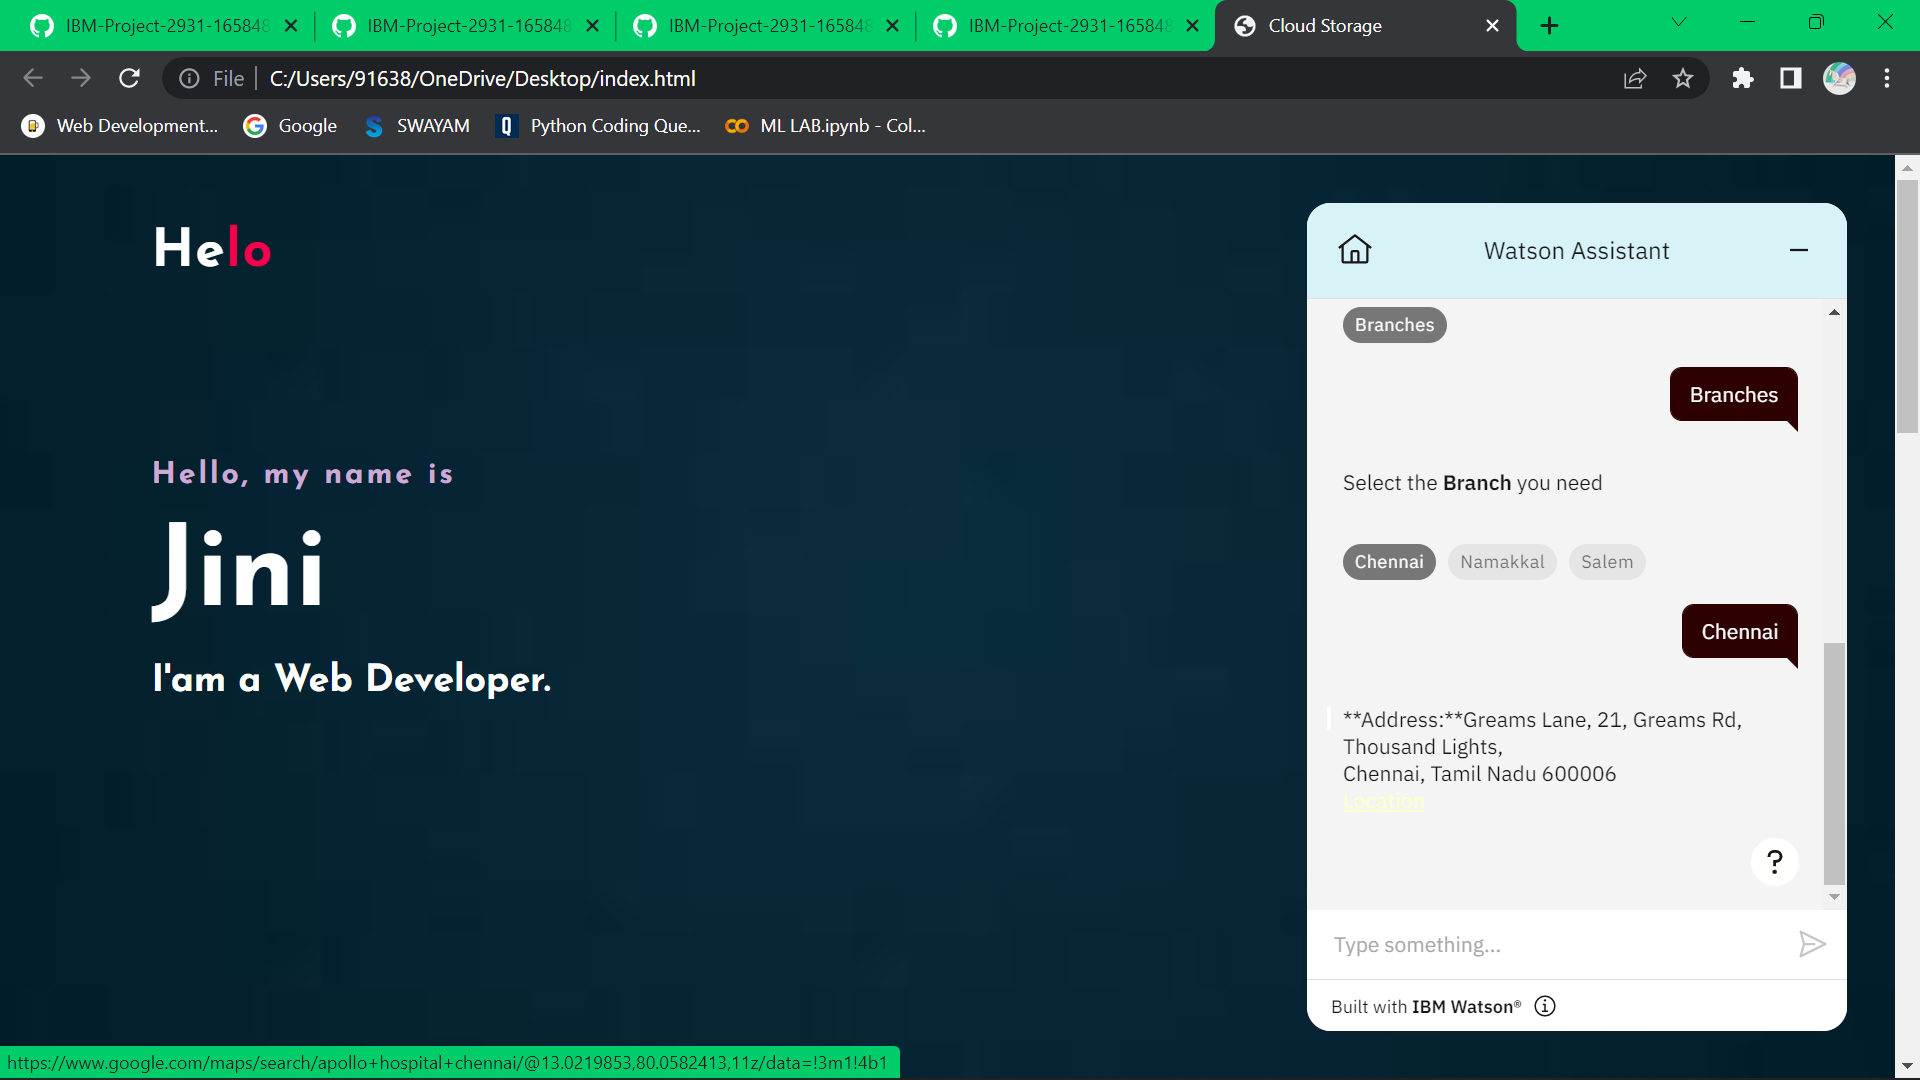 IBM-Project-2931-165848
IBM-Project-2931-165848
IBM-Project-2931-165848
IBM-Project-2931-165848
Cloud Storage
File
C:/Users/91638/OneDrive/Desktop/index.html
Web Development...
Google
SWAYAM
Python Coding Que...
ML LAB.ipynb - Col...
Helo
Hello, my name is
Jini
I'am a Web Developer.
Watson Assistant
Branches
Branches
Select the Branch you need
Chennai Namakkal Salem
Chennai
**Address:**Greams Lane, 21, Greams Rd,
Thousand Lights,
Chennai, Tamil Nadu 600006
Location
?
Type something...
Built with IBM Watson®
https://www.google.com/maps/search/apollo+hospital+chennai/@13.0219853,80.0582413,11z/data=!3m1!4b1